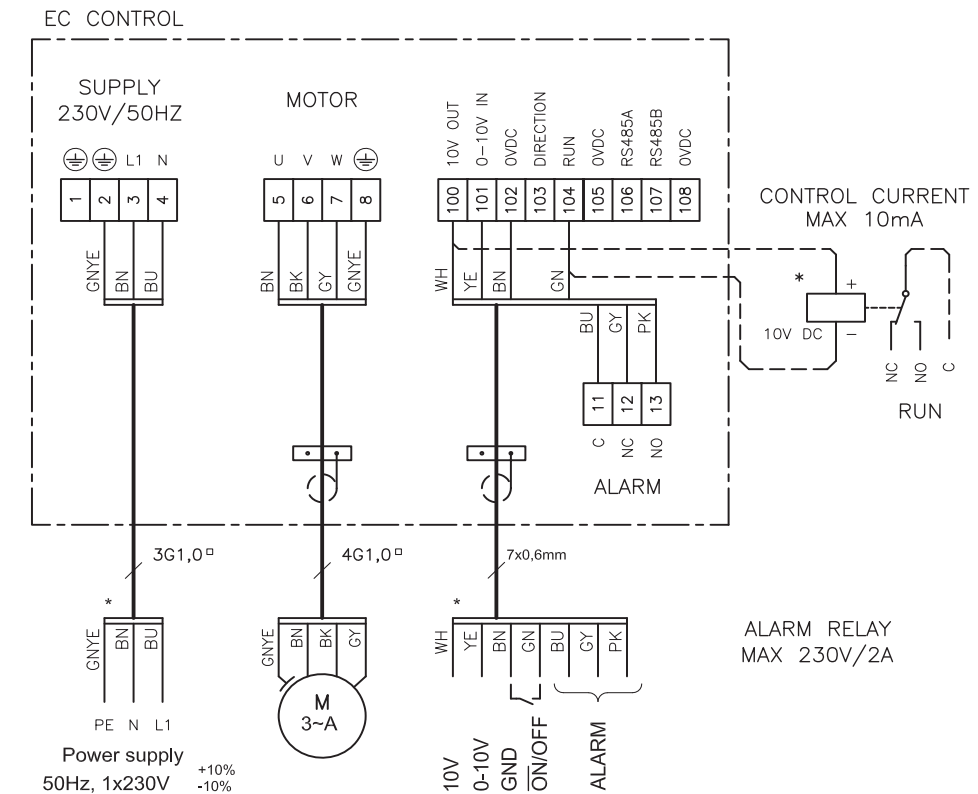 EC CONTROL
SUPPLY
230V/50HZ
MOTOR
10V OUT
0-10V IN
0VDC
DIRECTION
RUN
0VDC
RS485A
RS485B
0VDC
L1 N
U V W
1 2 3 4
5 6 7 8
100 101 102 103 104 105 106 107 108
CONTROL CURRENT
MAX 10mA
GNYE BN BU
BN BK GY GNYE
WH YE BN GN
* +
10V DC -
NC NO C
RUN
BU GY PK
11 12 13
C NC NO
ALARM
3G1,0
4G1,0
7x0,6mm
*
*
GNYE BN BU
GNYE BN BK GY
WH YE BN GN BU GY PK
ALARM RELAY
MAX 230V/2A
M
3~A
PE N L1
Power supply
50Hz, 1x230V +10%
-10%
10V
0-10V
GND
ON/OFF
ALARM